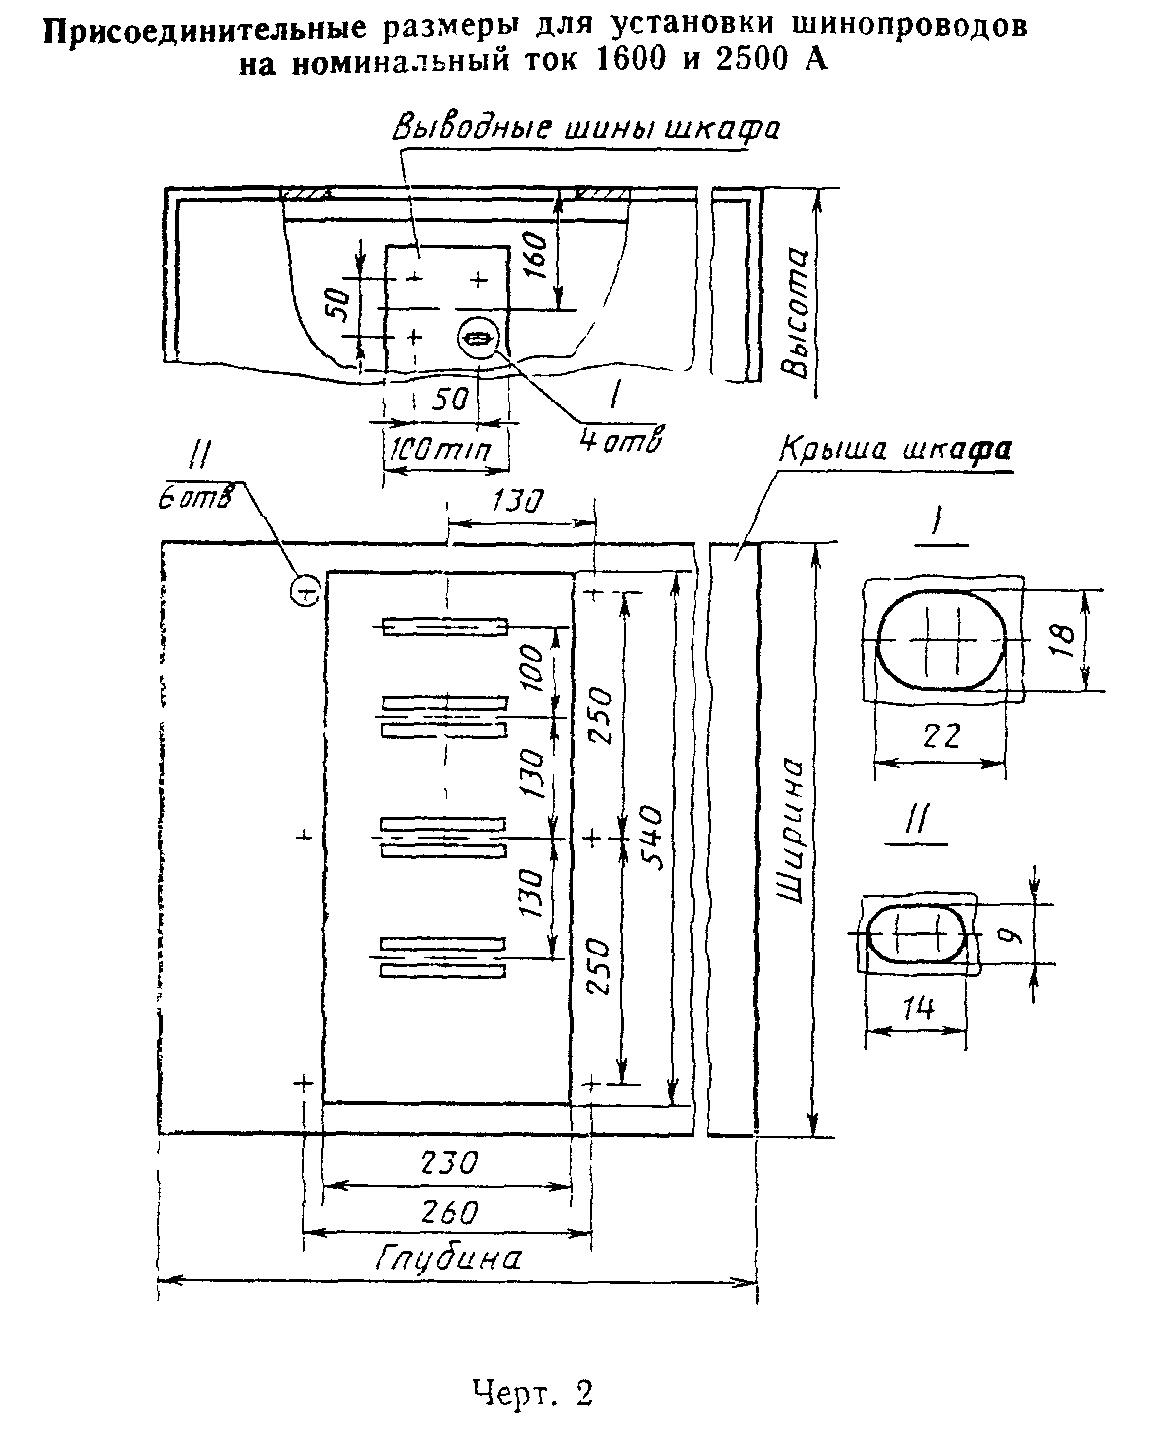 Присоединительные размеры для установки шинопроводов
на номинальный ток 1600 и 2500 А
Выводные шины шкафа
160
50
Высота
50
I
4 отв
100 min
II
6 отв
Крыша шкафа
130
I
18
22
100
250
130
540
Ширина
II
130
250
9
14
230
260
Глубина
Черт. 2